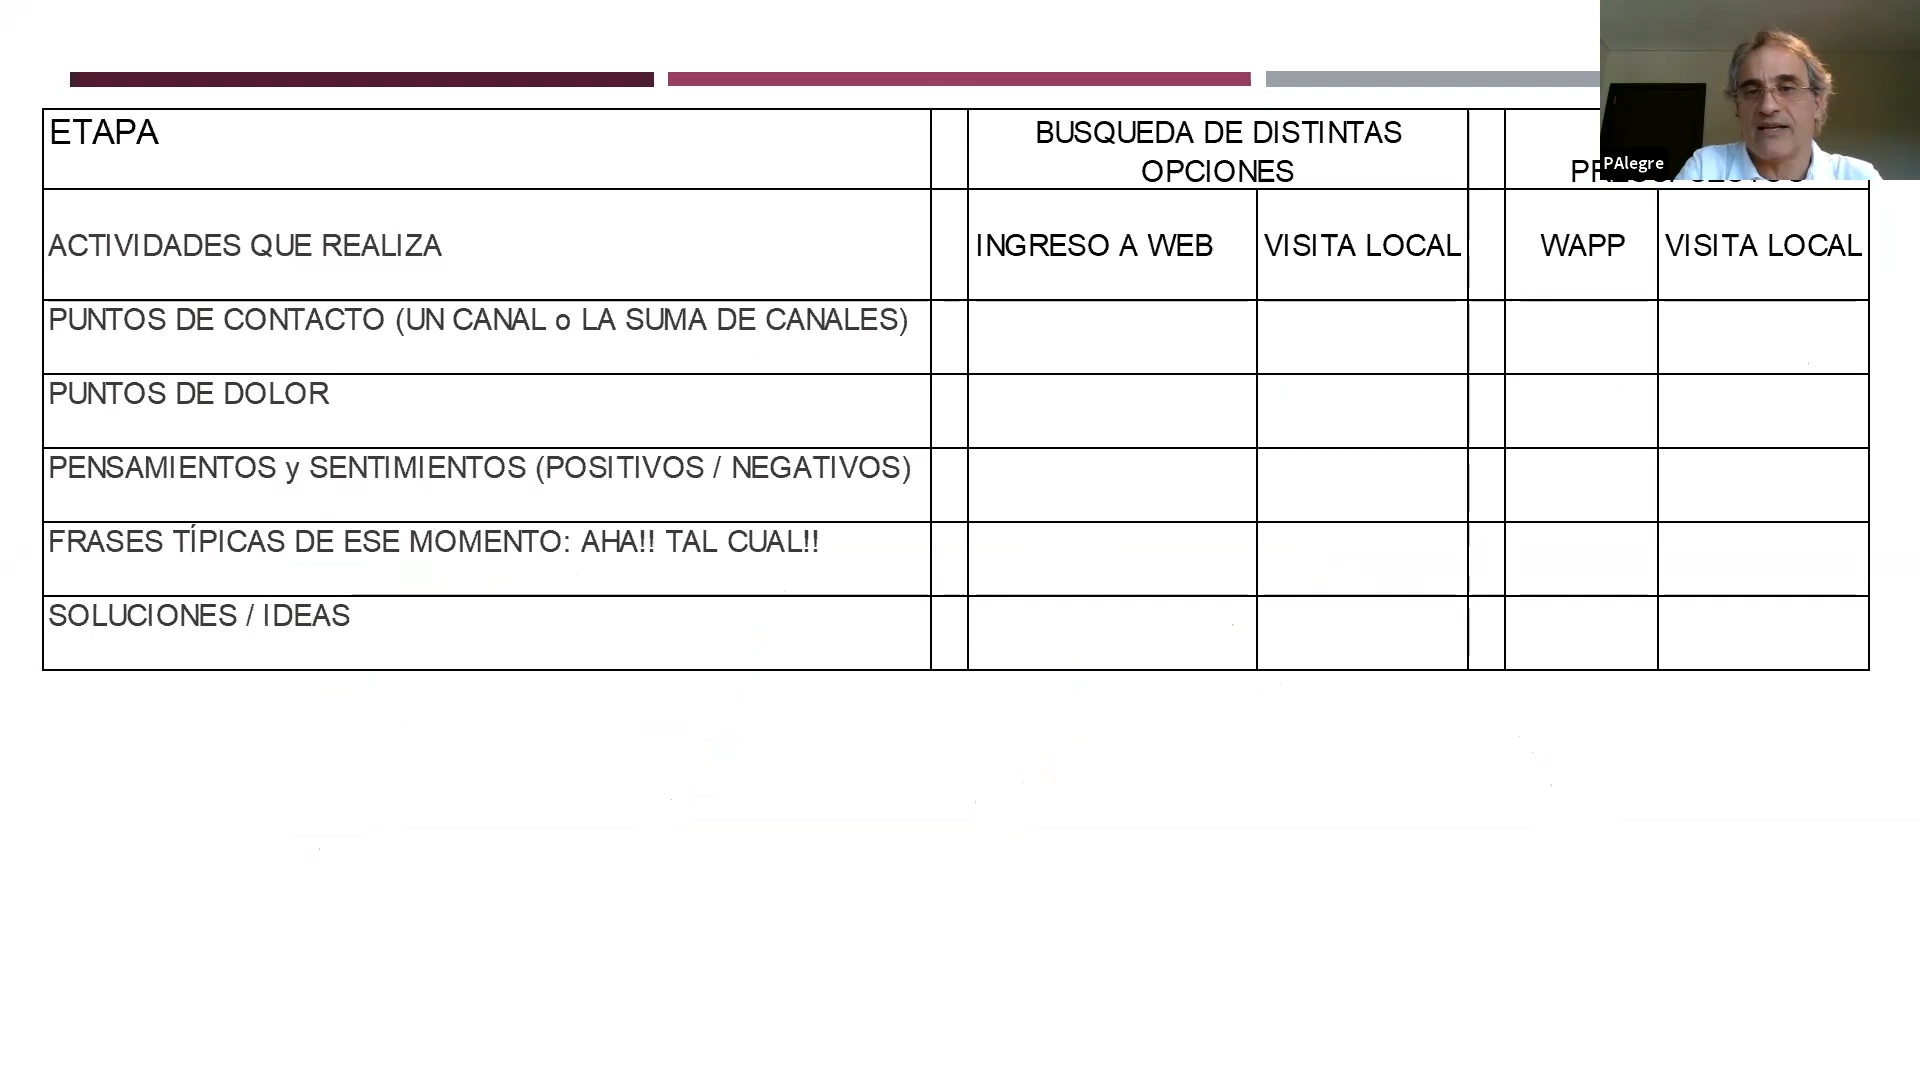 ETAPA
BUSQUEDA DE DISTINTAS
OPCIONES
PAlegre
ACTIVIDADES QUE REALIZA
INGRESO A WEB
VISITA LOCAL
WAPP
VISITA LOCAL
PUNTOS DE CONTACTO (UN CANAL o LA SUMA DE CANALES)
PUNTOS DE DOLOR
PENSAMIENTOS y SENTIMIENTOS (POSITIVOS / NEGATIVOS)
FRASES TÍPICAS DE ESE MOMENTO: AHA!! TAL CUAL!!
SOLUCIONES / IDEAS